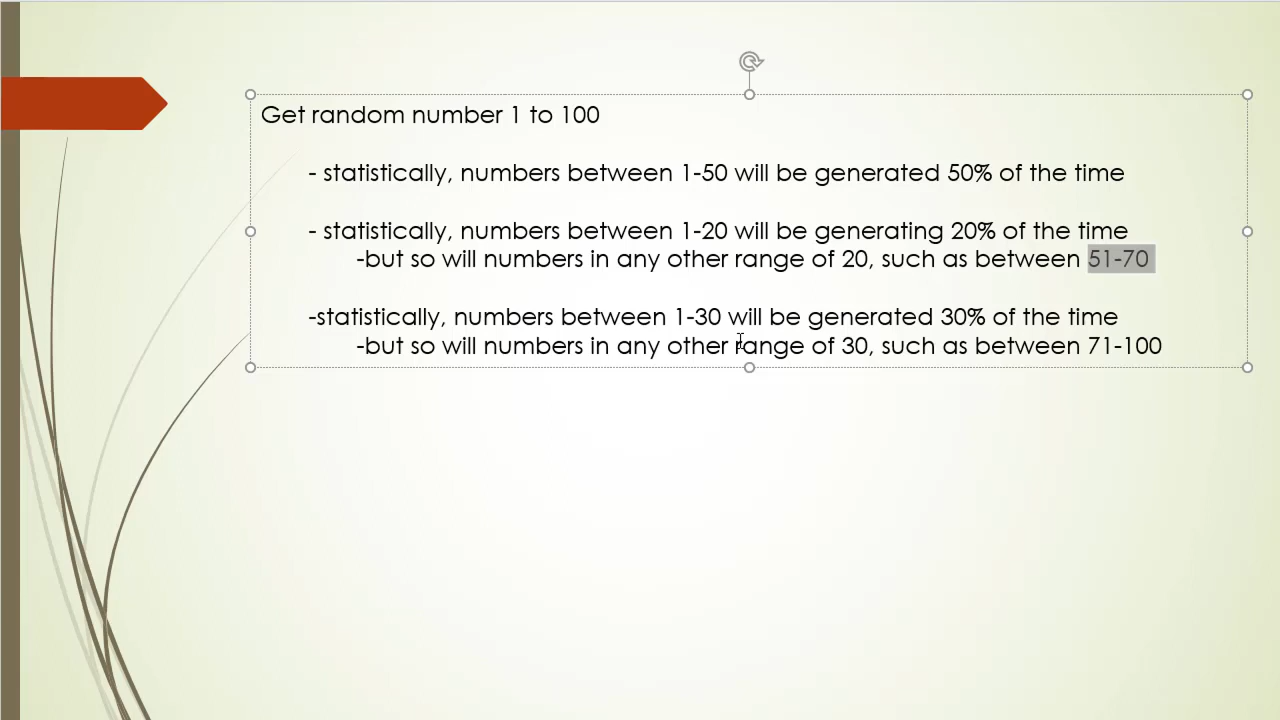 Get random number 1 to 100
- statistically, numbers between 1-50 will be generated 50% of the time
- statistically, numbers between 1-20 will be generating 20% of the time
-but so will numbers in any other range of 20, such as between 51-70
-statistically, numbers between 1-30 will be generated 30% of the time
-but so will numbers in any other range of 30, such as between 71-100